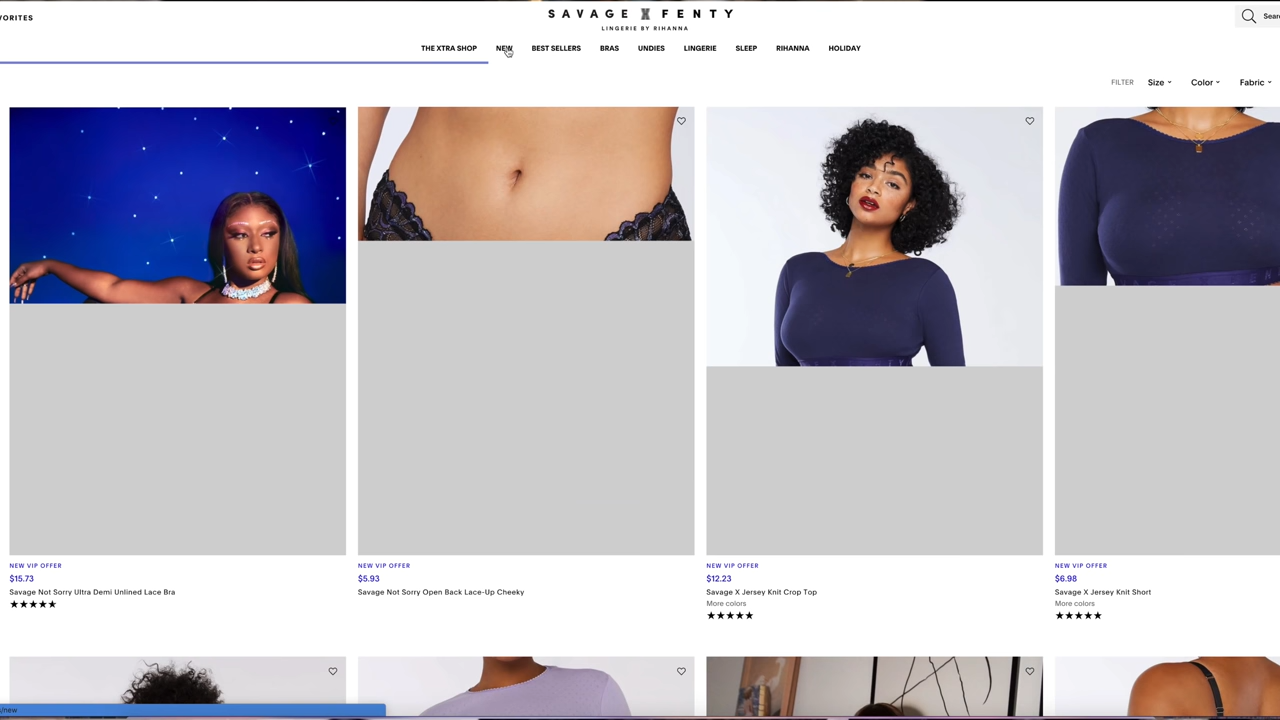 VORITES
SAVAGE X FENTY
LINGERIE BY RIHANNA
Sear
THE XTRA SHOP NEW BEST SELLERS BRAS UNDIES LINGERIE SLEEP RIHANNA HOLIDAY
FILTER Size Color Fabric
NEW VIP OFFER
$15.73
Savage Not Sorry Ultra Demi Unlined Lace Bra
NEW VIP OFFER
$5.93
Savage Not Sorry Open Back Lace-Up Cheeky
NEW VIP OFFER
$12.23
Savage X Jersey Knit Crop Top
More colors
NEW VIP OFFER
$6.98
Savage X Jersey Knit Short
More colors
s/new